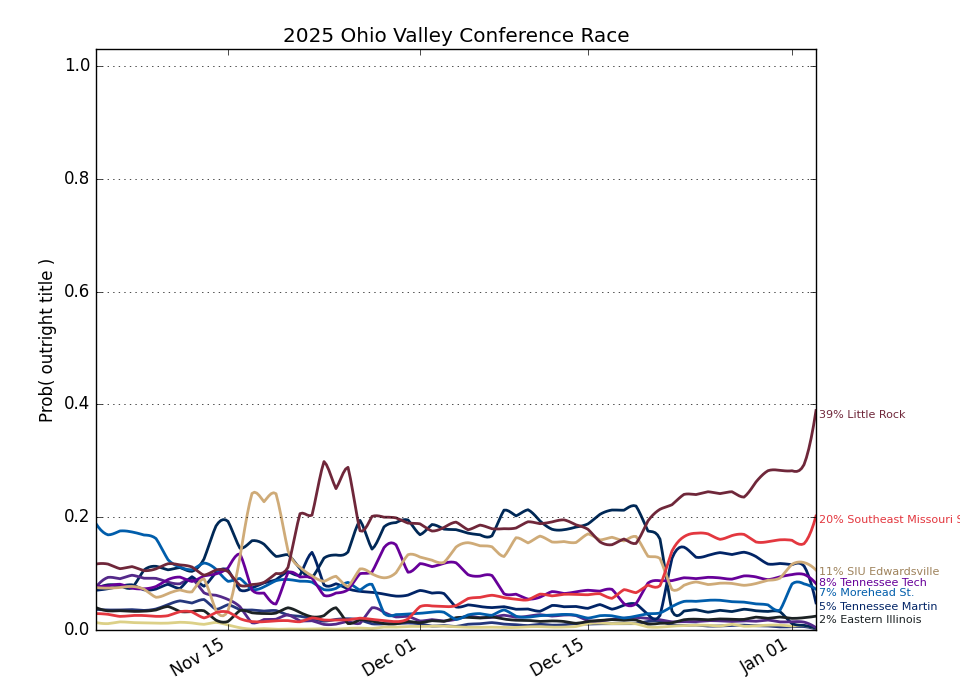 2025 Ohio Valley Conference Race
1.0
0.8
0.6
0.4
0.2
0.0
Prob( outright title )
39% Little Rock
20% Southeast Missouri S
11% SIU Edwardsville
8% Tennessee Tech
7% Morehead St.
5% Tennessee Martin
2% Eastern Illinois
Nov 15
Dec 01
Dec 15
Jan 01